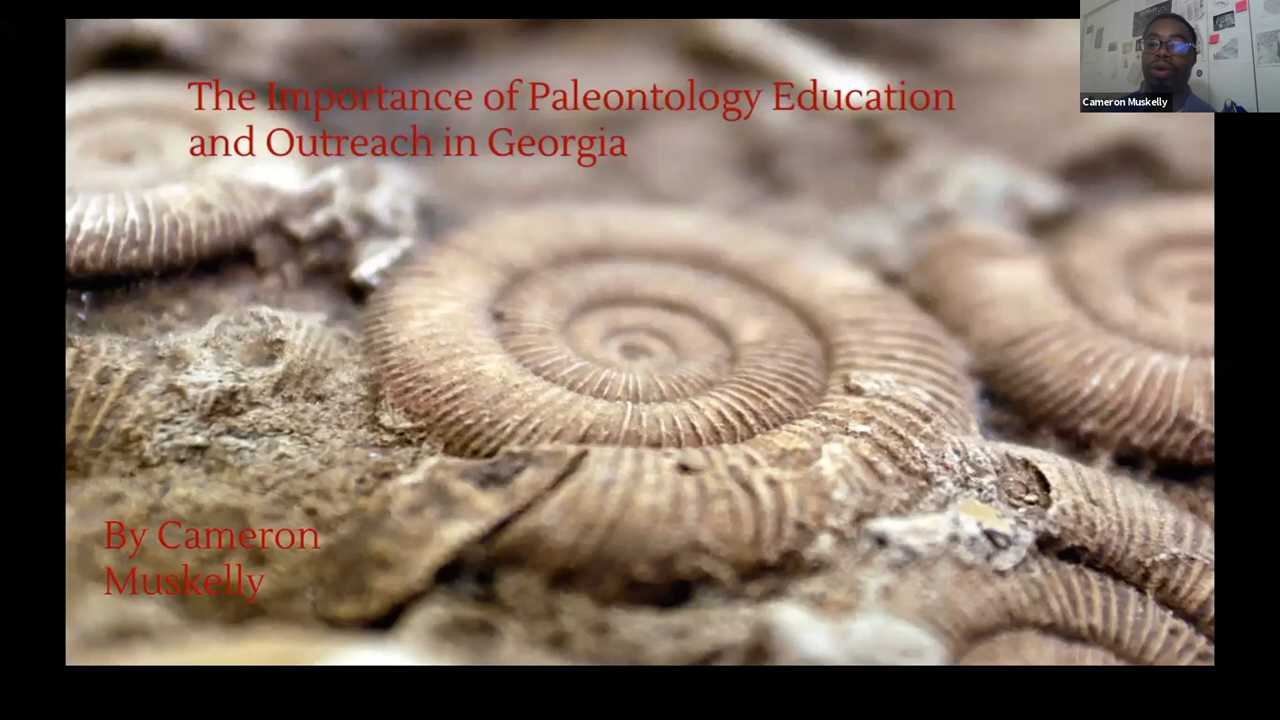 The Importance of Paleontology Education
and Outreach in Georgia
Cameron Muskelly
By Cameron
Muskelly